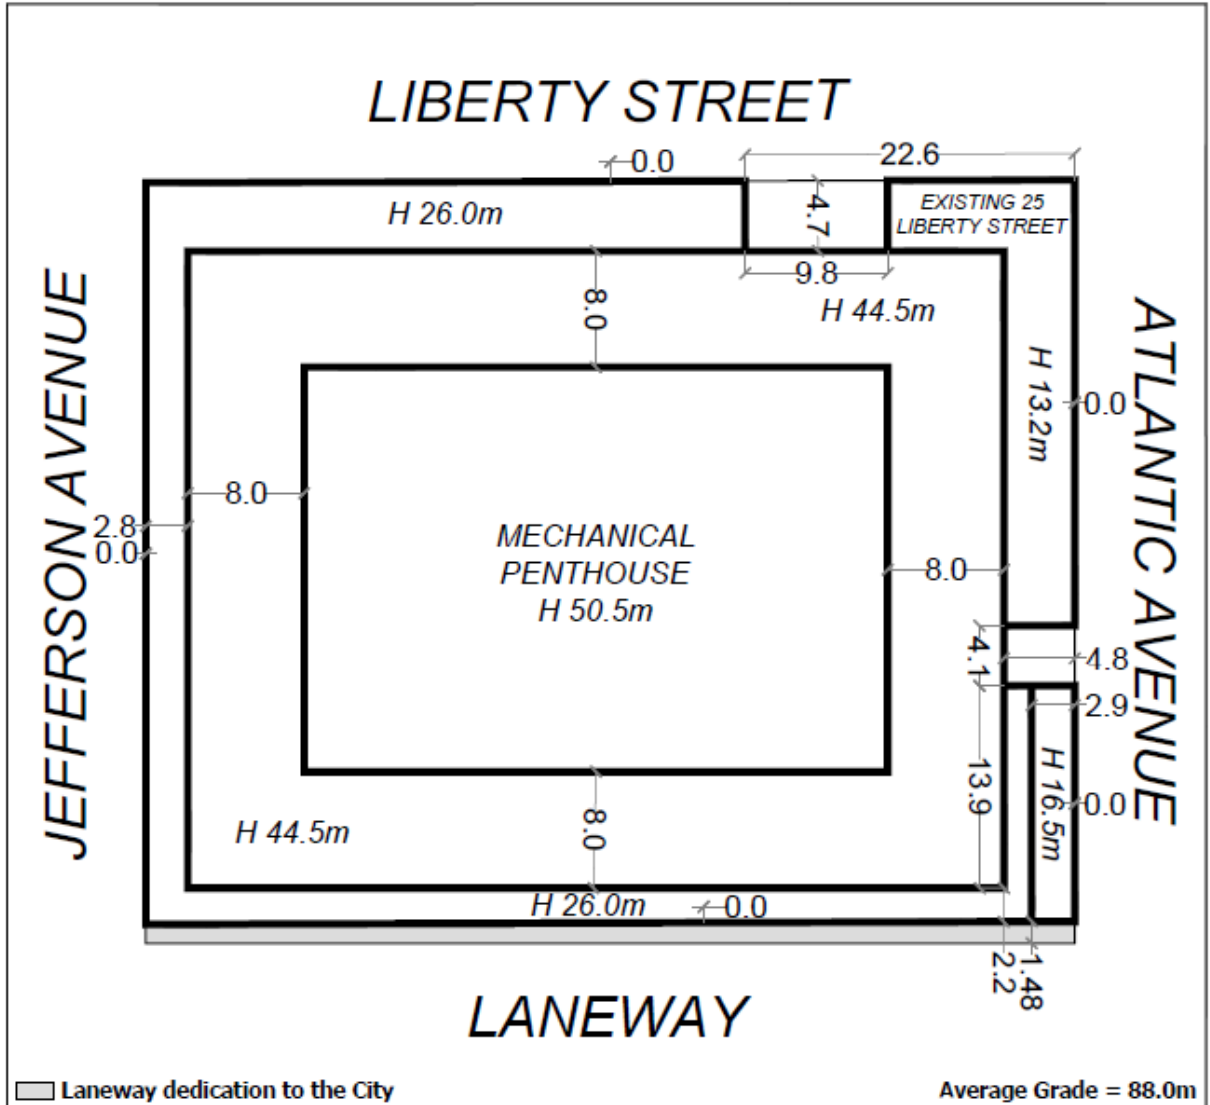 LIBERTY STREET
0.0
22.6
H 26.0m
4.7
EXISTING 25
LIBERTY STREET
9.8
8.0
H 44.5m
JEFFERSON AVENUE
ATLANTIC AVENUE
H 13.2m
0.0
8.0
2.8
0.0
MECHANICAL
PENTHOUSE
H 50.5m
8.0
4.1
4.8
2.9
13.9
H 16.5m
0.0
H 44.5m
8.0
H 26.0m
0.0
2.2
1.48
LANEWAY
Laneway dedication to the City
Average Grade = 88.0m